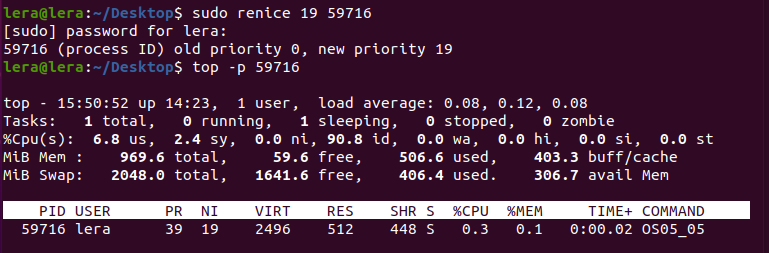 lera@lera:~/Desktop$ sudo renice 19 59716
[sudo] password for lera:
59716 (process ID) old priority 0, new priority 19
lera@lera:~/Desktop$ top -p 59716
top - 15:50:52 up 14:23,  1 user,  load average: 0.08, 0.12, 0.08
Tasks:   1 total,   0 running,   1 sleeping,   0 stopped,   0 zombie
%Cpu(s):  6.8 us,  2.4 sy,  0.0 ni, 90.8 id,  0.0 wa,  0.0 hi,  0.0 si,  0.0 st
MiB Mem :    969.6 total,     59.6 free,    506.6 used,    403.3 buff/cache
MiB Swap:   2048.0 total,   1641.6 free,    406.4 used.    306.7 avail Mem
PID USER      PR  NI    VIRT    RES    SHR S  %CPU  %MEM     TIME+ COMMAND
59716 lera      39  19    2496    512    448 S   0.3   0.1   0:00.02 OS05_05